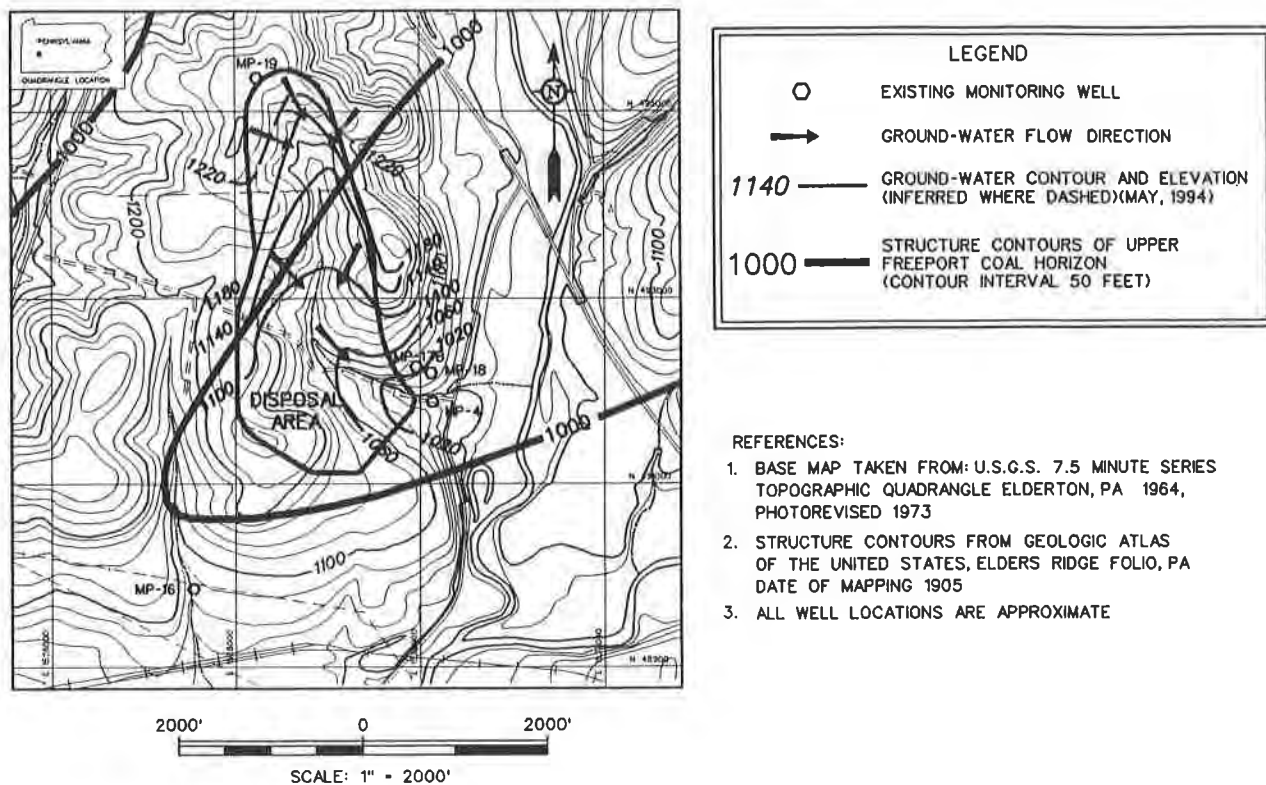 PENNSYLVANIA
QUADRANGLE LOCATION
MP-19
1000
N
1000
1220
1220
1200
1180
1180
1140
1100
1100
1060
1020
MP-17B
MP-18
MP-4
DISPOSAL
AREA
1020
1000
1000
1100
1100
MP-16
2000' 0 2000'
SCALE: 1" = 2000'
LEGEND
EXISTING MONITORING WELL
GROUND-WATER FLOW DIRECTION
1140 GROUND-WATER CONTOUR AND ELEVATION
(INFERRED WHERE DASHED)(MAY, 1994)
1000 STRUCTURE CONTOURS OF UPPER
FREEPORT COAL HORIZON
(CONTOUR INTERVAL 50 FEET)
REFERENCES:
1. BASE MAP TAKEN FROM: U.S.G.S. 7.5 MINUTE SERIES
TOPOGRAPHIC QUADRANGLE ELDERTON, PA 1964,
PHOTOREVISED 1973
2. STRUCTURE CONTOURS FROM GEOLOGIC ATLAS
OF THE UNITED STATES, ELDERS RIDGE FOLIO, PA
DATE OF MAPPING 1905
3. ALL WELL LOCATIONS ARE APPROXIMATE